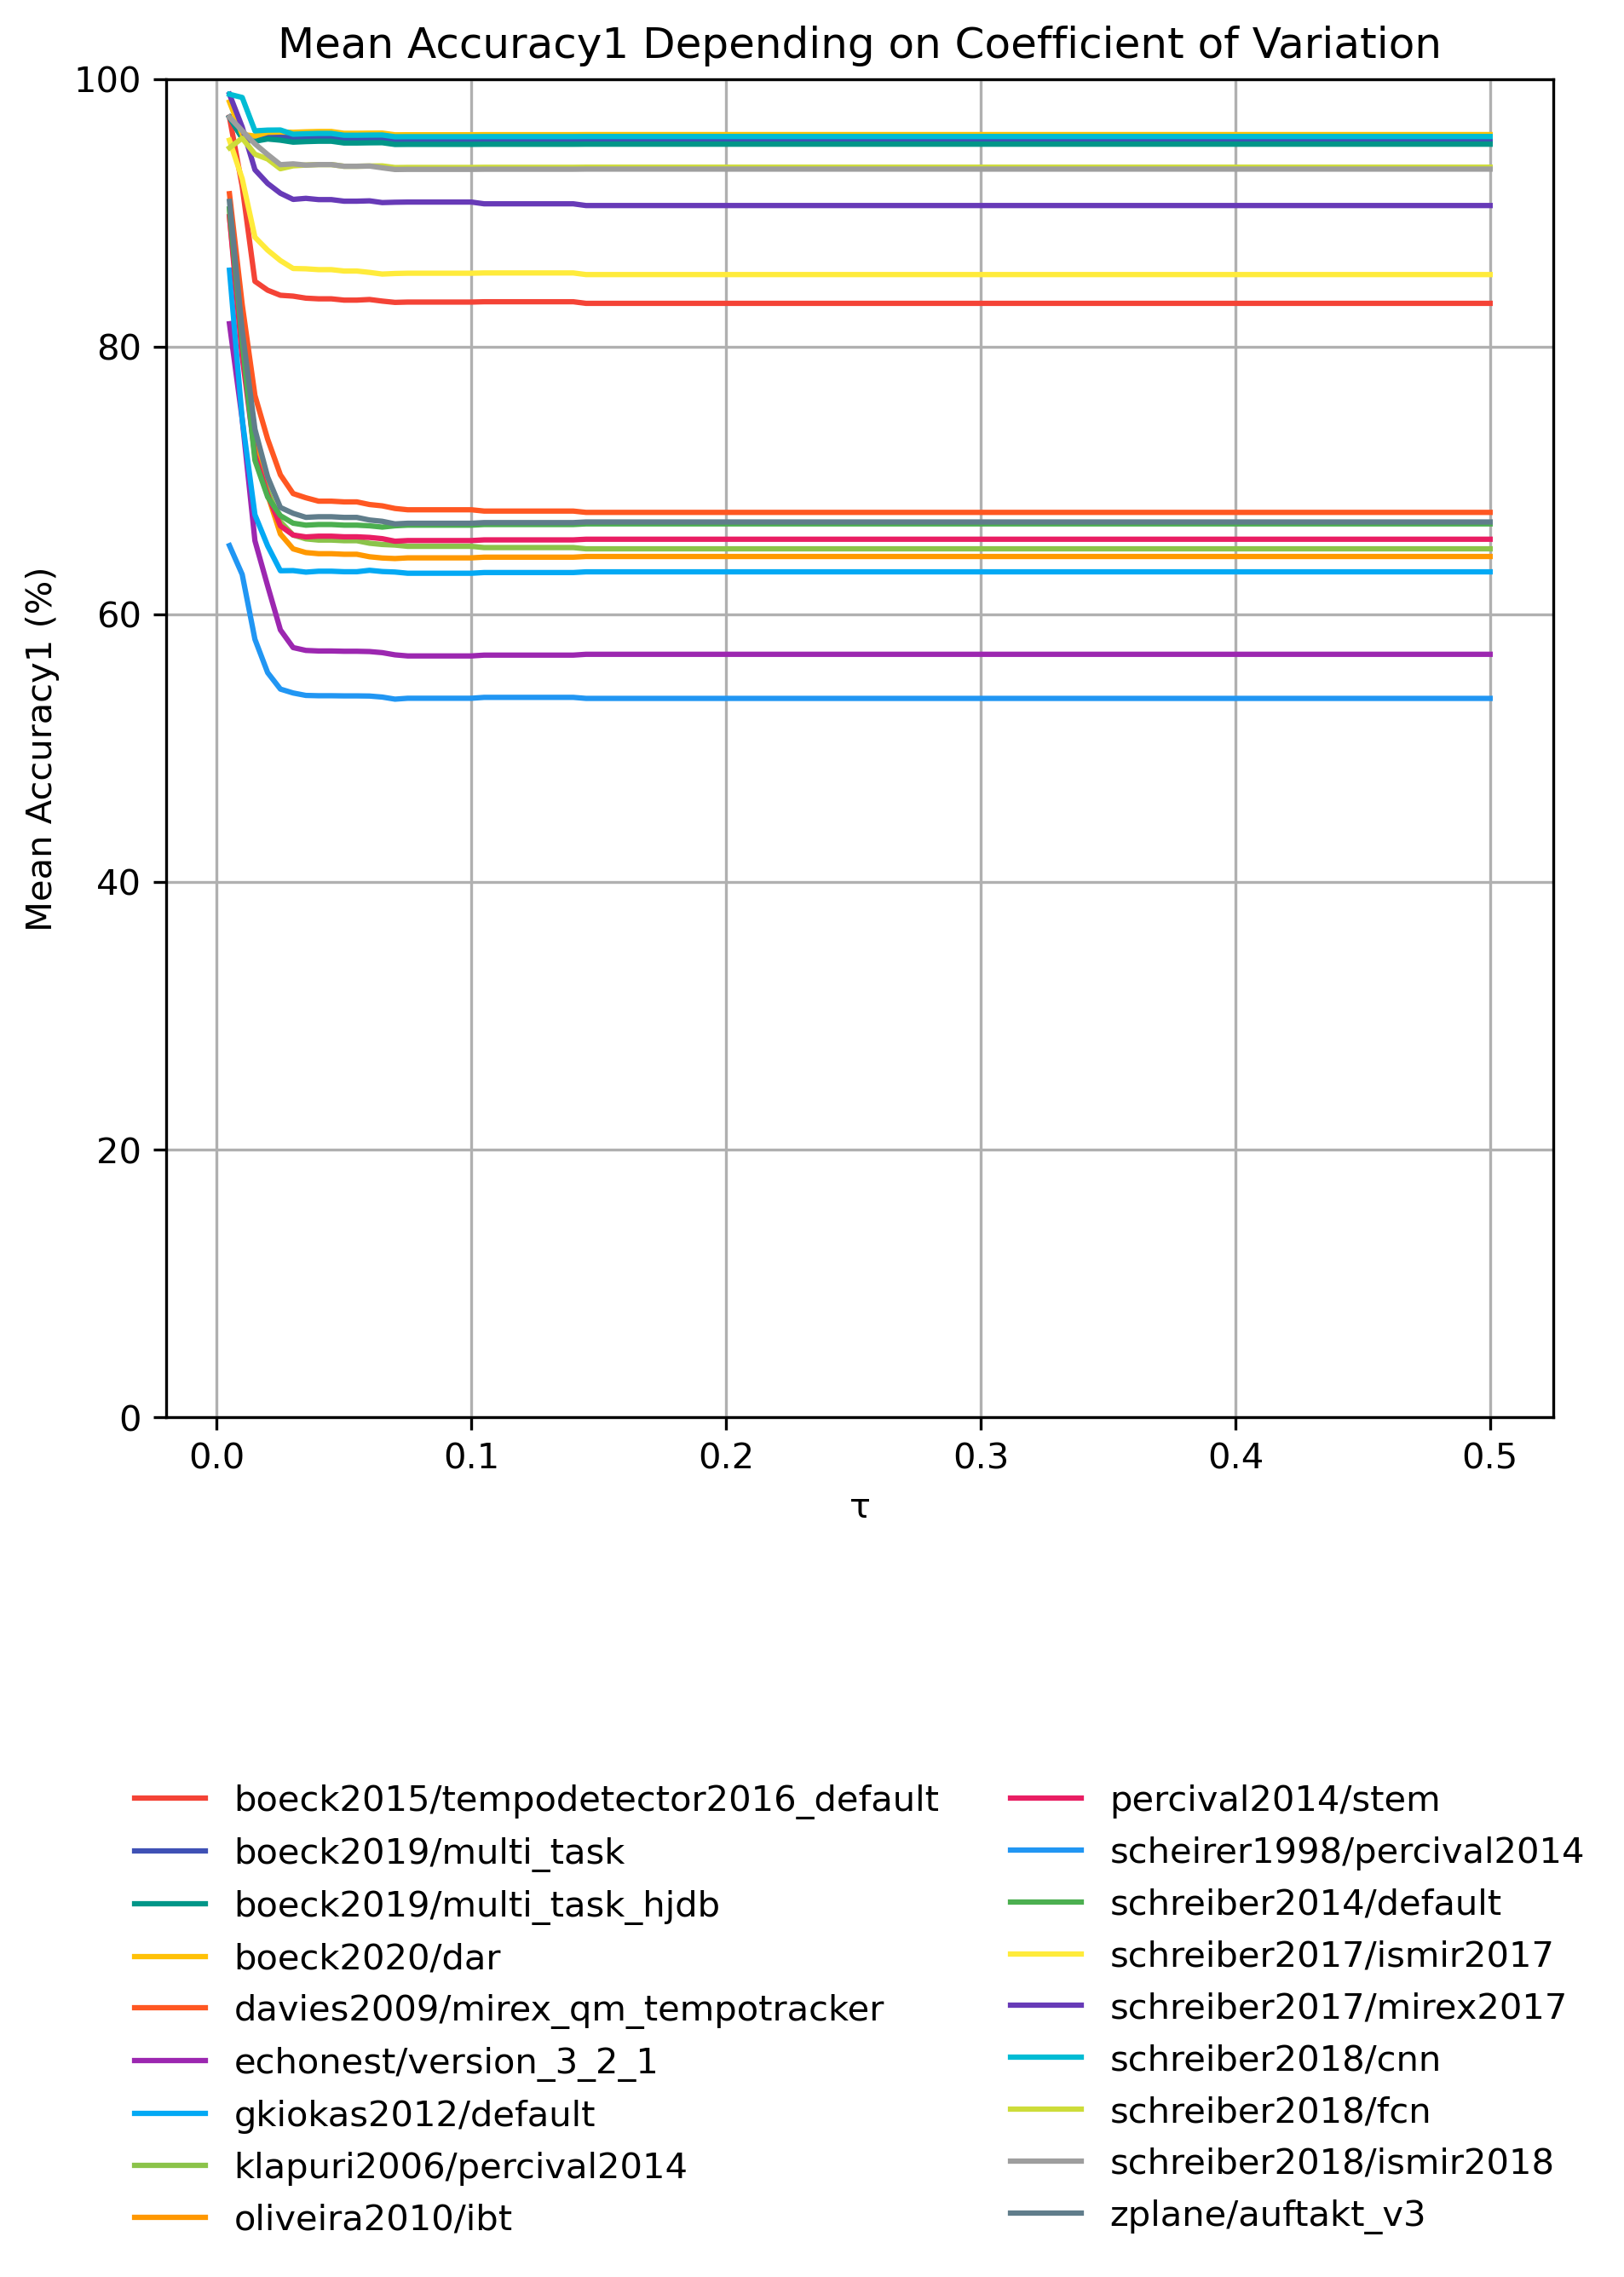 Mean Accuracy1 Depending on Coefficient of Variation
100
80
60
40
20
0
Mean Accuracy1 (%)
0.0 0.1 0.2 0.3 0.4 0.5
τ
boeck2015/tempodetector2016_default
boeck2019/multi_task
boeck2019/multi_task_hjdb
boeck2020/dar
davies2009/mirex_qm_tempotracker
echonest/version_3_2_1
gkiokas2012/default
klapuri2006/percival2014
oliveira2010/ibt
percival2014/stem
scheirer1998/percival2014
schreiber2014/default
schreiber2017/ismir2017
schreiber2017/mirex2017
schreiber2018/cnn
schreiber2018/fcn
schreiber2018/ismir2018
zplane/auftakt_v3